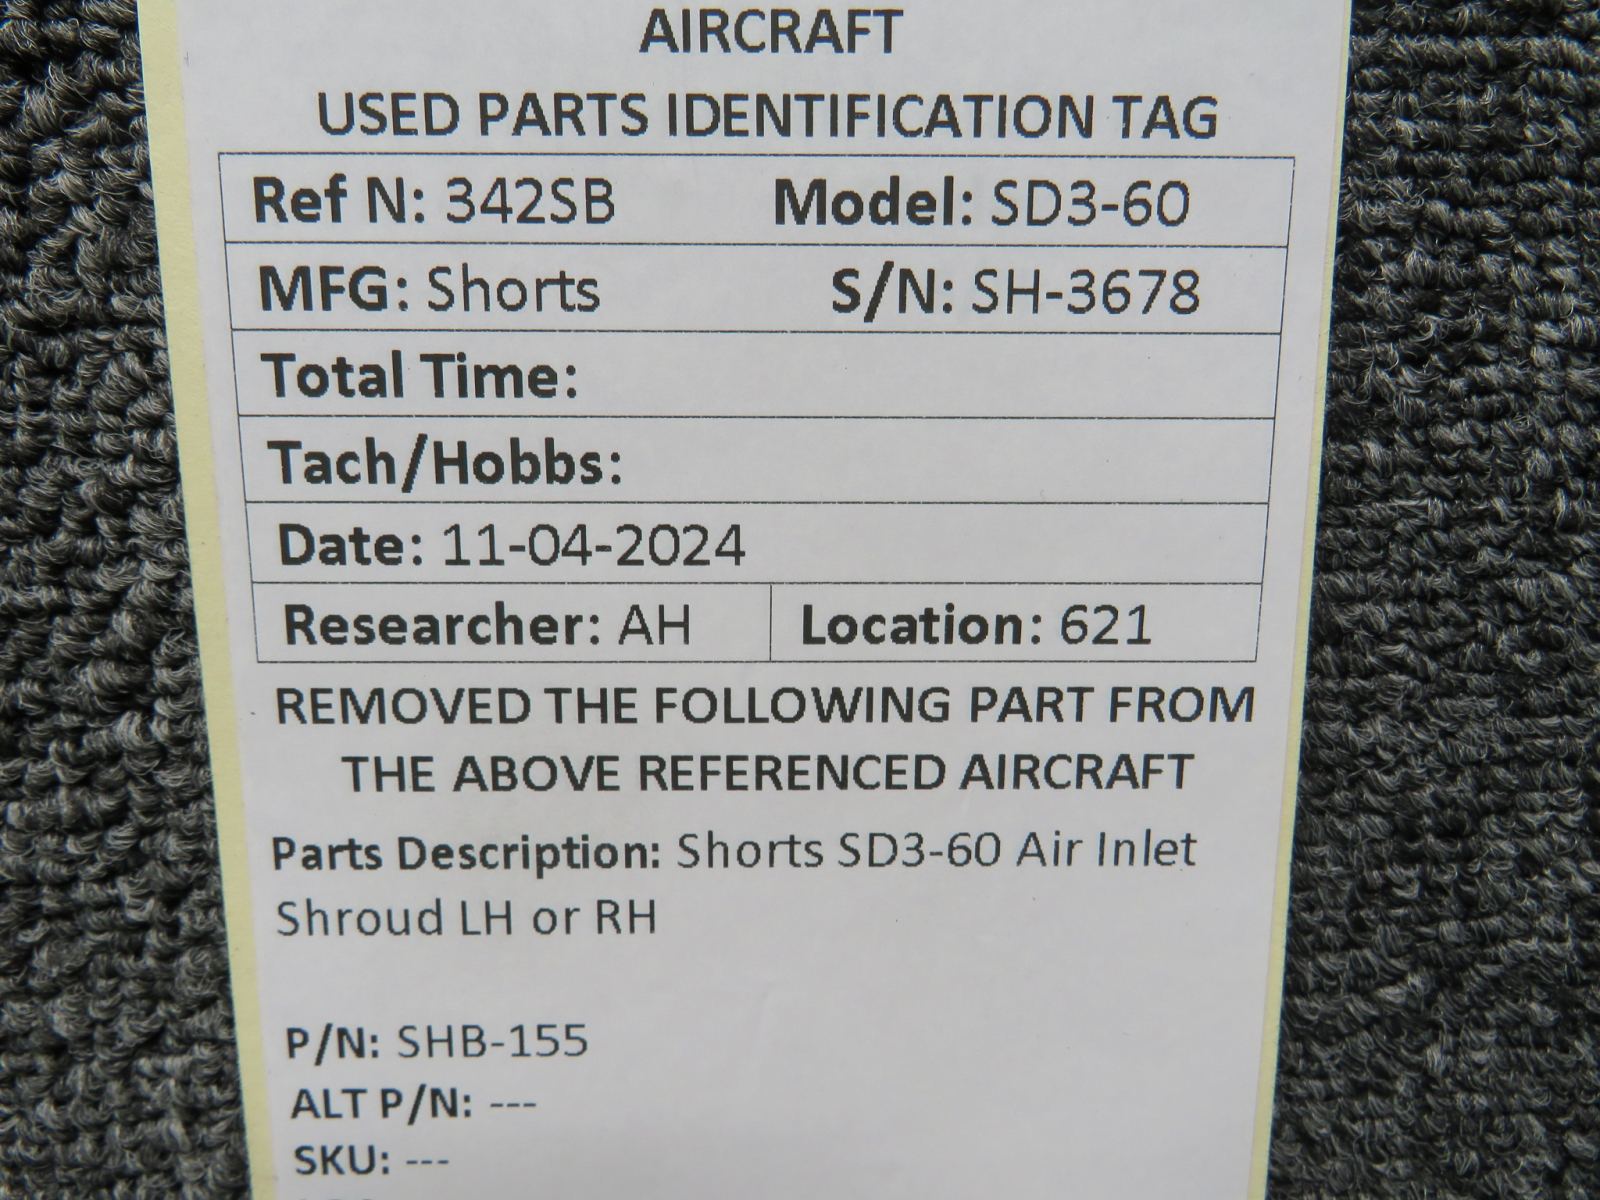 AIRCRAFT
USED PARTS IDENTIFICATION TAG
Ref N: 342SB Model: SD3-60
MFG: Shorts S/N: SH-3678
Total Time:
Tach/Hobbs:
Date: 11-04-2024
Researcher: AH Location: 621
REMOVED THE FOLLOWING PART FROM
THE ABOVE REFERENCED AIRCRAFT
Parts Description: Shorts SD3-60 Air Inlet
Shroud LH or RH
P/N: SHB-155
ALT P/N: ---
SKU: ---